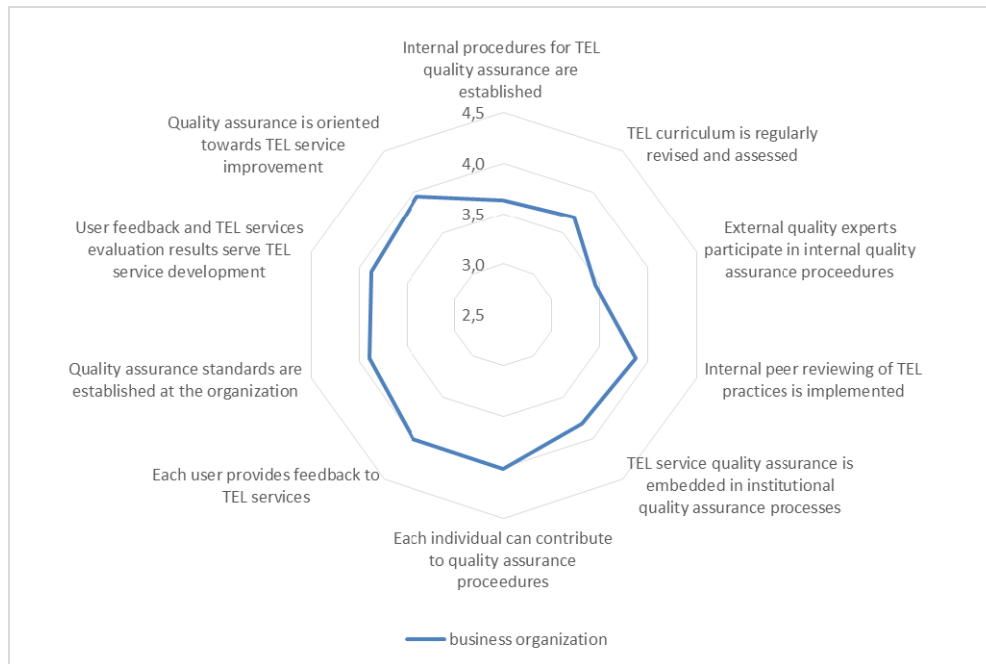 Internal procedures for TEL
quality assurance are
established
4,5
4,0
3,5
3,0
2,5
TEL curriculum is regularly
revised and assessed
External quality experts
participate in internal quality
assurance proceedures
Internal peer reviewing of TEL
practices is implemented
TEL service quality assurance is
embedded in institutional
quality assurance processes
Each individual can contribute
to quality assurance
proceedures
Each user provides feedback to
TEL services
Quality assurance standards are
established at the organization
User feedback and TEL services
evaluation results serve TEL
service development
Quality assurance is oriented
towards TEL service
improvement
business organization